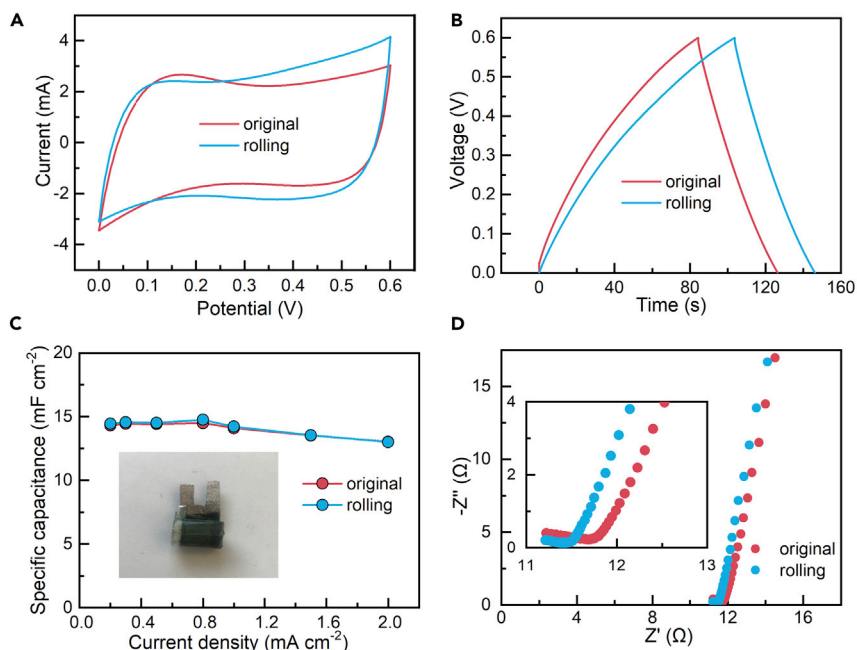 A
4
2
0
-2
-4
Current (mA)
original
rolling
0.0 0.1 0.2 0.3 0.4 0.5 0.6
Potential (V)
B
0.6
0.5
0.4
0.3
0.2
0.1
0.0
Voltage (V)
original
rolling
0 40 80 120 160
Time (s)
C
20
15
10
5
0
Specific capacitance (mF cm-2)
original
rolling
0.0 0.4 0.8 1.2 1.6 2.0
Current density (mA cm-2)
D
15
10
5
0
-Z" (Ω)
4
2
0
11 12 13
original
rolling
0 4 8 12 16
Z' (Ω)